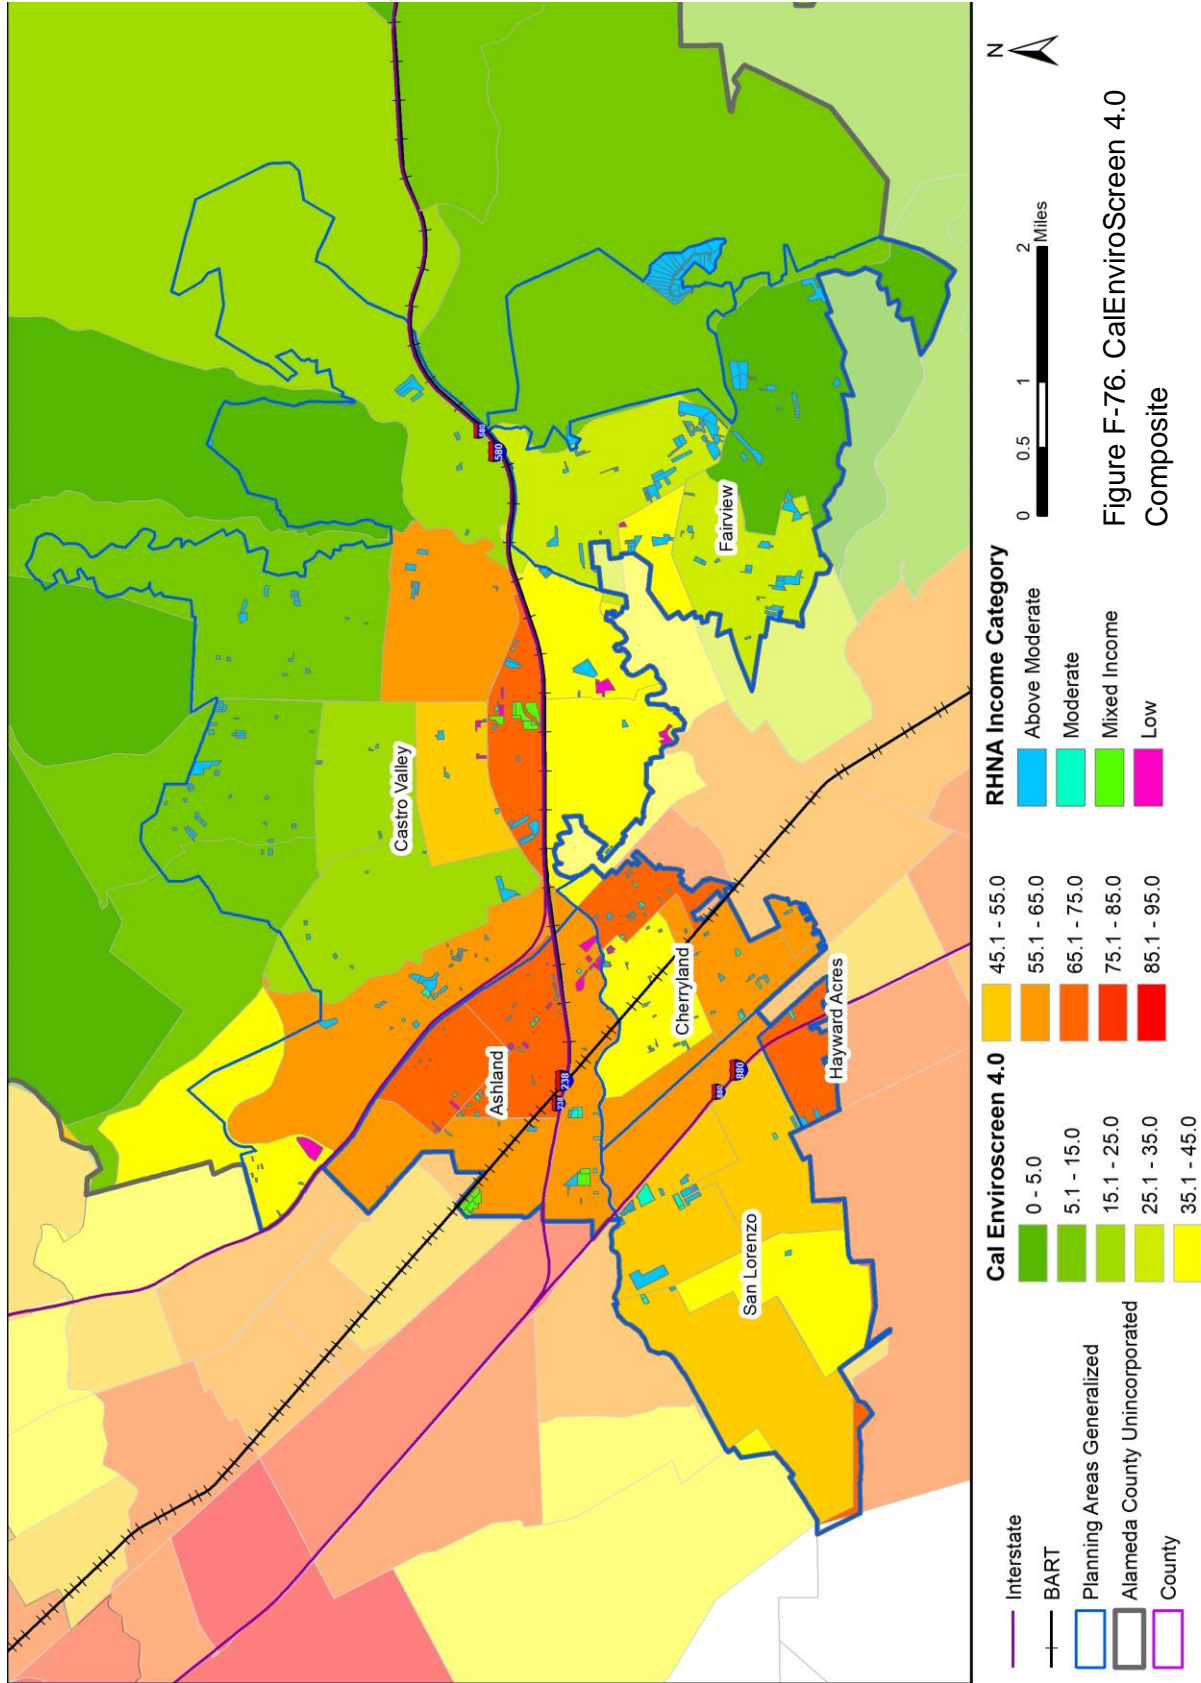 Castro Valley
Ashland
Cherryland
Hayward Acres
San Lorenzo
Fairview
580
580
238
238
880
880
N
0 0.5 1 2
Miles
Figure F-76. CalEnviroScreen 4.0
Composite
Interstate
BART
Planning Areas Generalized
Alameda County Unincorporated
County
Cal Enviroscreen 4.0
0 - 5.0
5.1 - 15.0
15.1 - 25.0
25.1 - 35.0
35.1 - 45.0
45.1 - 55.0
55.1 - 65.0
65.1 - 75.0
75.1 - 85.0
85.1 - 95.0
RHNA Income Category
Above Moderate
Moderate
Mixed Income
Low